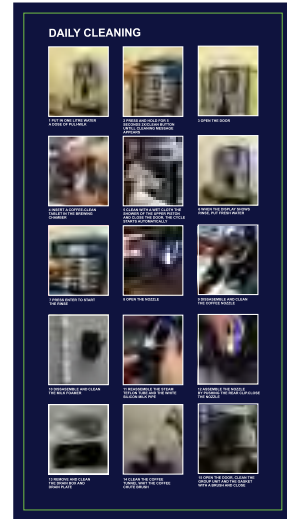 DAILY CLEANING
1 PUT IN ONE LITRE WATER
A DOSE OF PULI-MILK
2 PRESS AND HOLD FOR 5
SECONDS 2X/CLEAN BUTTON
UNTILL CLEANING MESSAGE
APPEARS
3 OPEN THE DOOR
4 INSERT A COFFEE-CLEAN
TABLET IN THE BREWING
CHAMBER
5 CLEAN WITH A WET CLOTH THE
SHOWER OF THE UPPER PISTON
AND CLOSE THE DOOR, THE CYCLE
STARTS AUTOMATICALLY
6 WHEN THE DISPLAY SHOWS
RINSE, PUT FRESH WATER
7 PRESS ENTER TO START
THE RINSE
8 OPEN THE NOZZLE
9 DISSASEMBLE AND CLEAN
THE COFFEE NOZZLE
10 DISSASEMBLE AND CLEAN
THE MILK FOAMER
11 REASSEMBLE THE STEAM
TEFLON TUBE AND THE WHITE
SILICON MILK PIPE
12 ASSEMBLE THE NOZZLE
BY PUSHING THE REAR CLIP CLOSE
THE NOZZLE
13 REMOVE AND CLEAR
THE DRAIN BOX AND
DRAIN PLATE
14 CLEAN THE COFFEE
TUNNEL WITH THE COFFEE
CHUTE BRUSH
15 OPEN THE DOOR, CLEAN THE
GROUP UNIT AND THE GASKET
WITH A BRUSH AND CLOSE